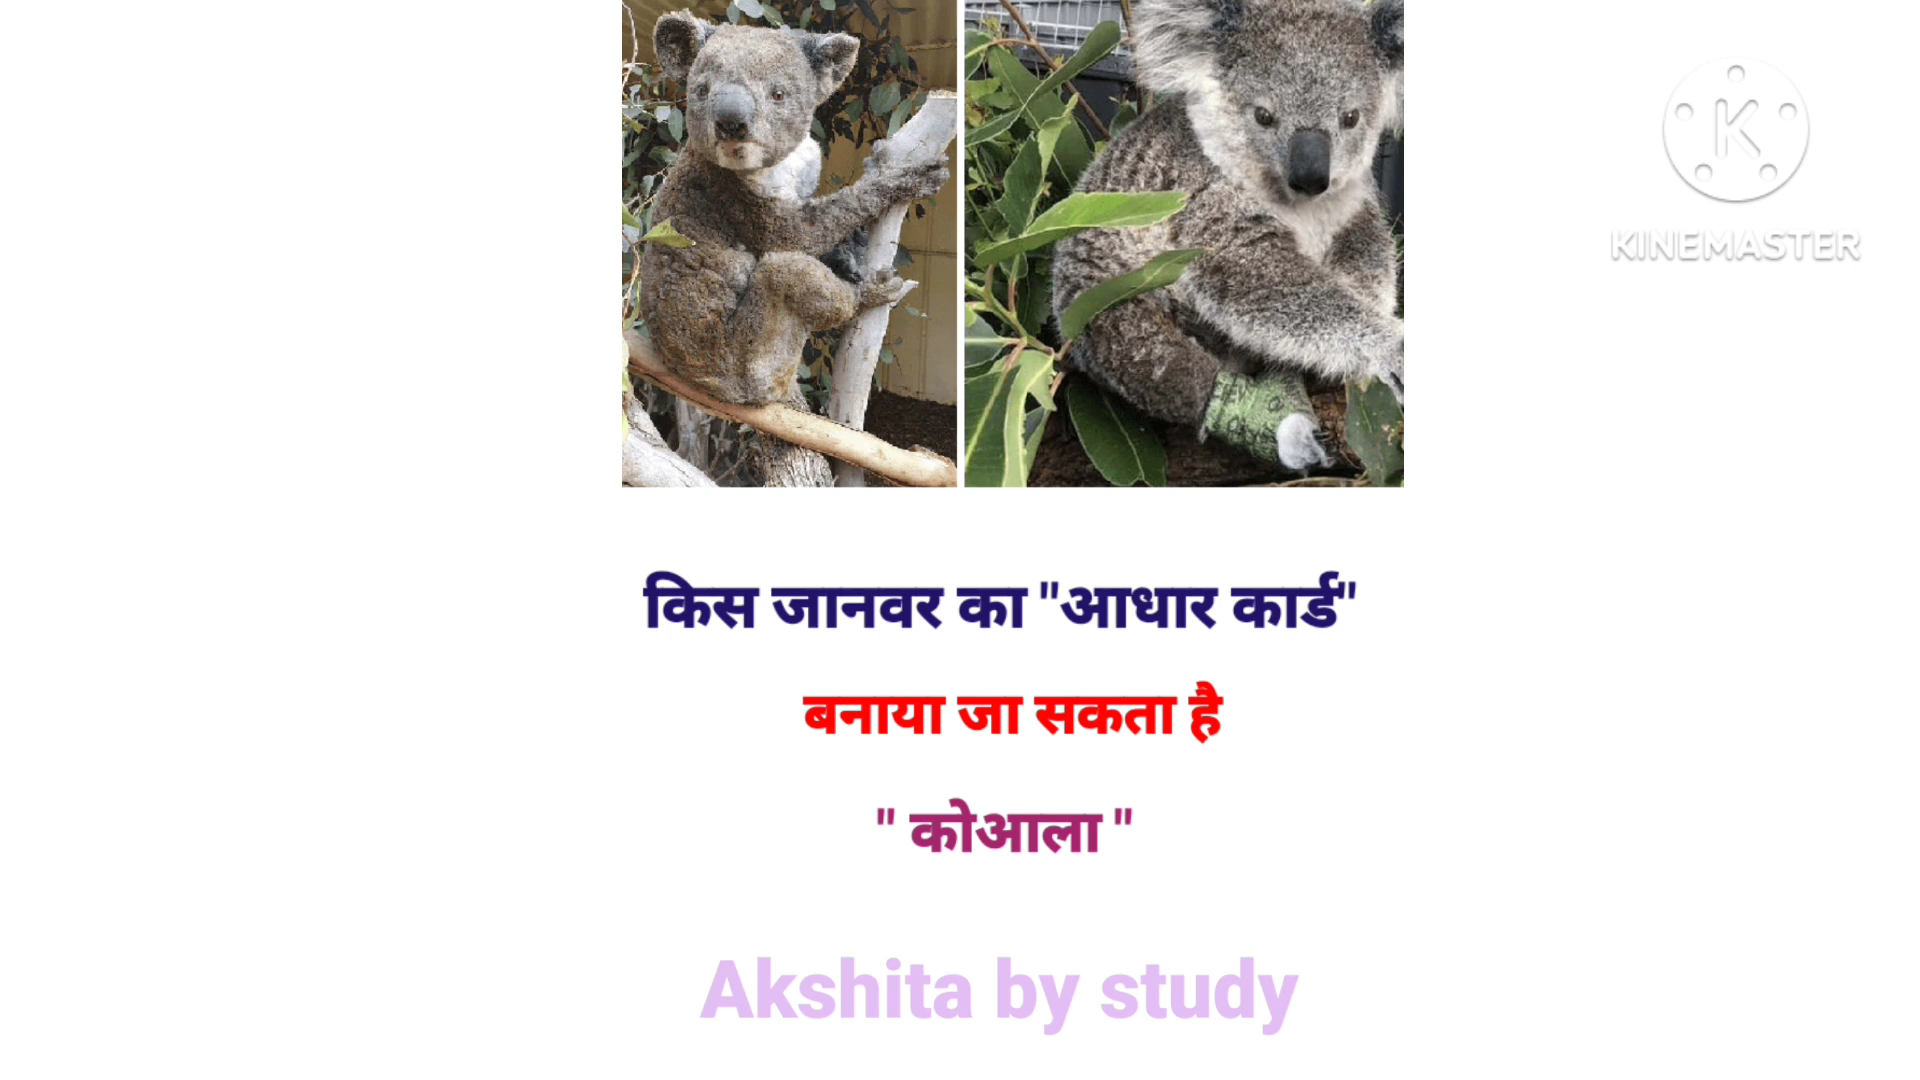 K
KINEMASTER
किस जानवर का "आधार कार्ड"
बनाया जा सकता है
" कोआला "
Akshita by study